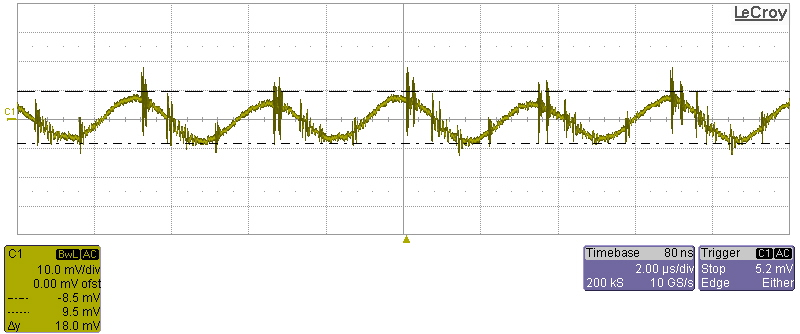 LeCroy
C1
C1 BwL AC
10.0 mV/div
0.00 mV ofst
-8.5 mV
9.5 mV
Δy 18.0 mV
Timebase 80 ns
2.00 µs/div
200 kS 10 GS/s
Trigger C1 AC
Stop 5.2 mV
Edge Either